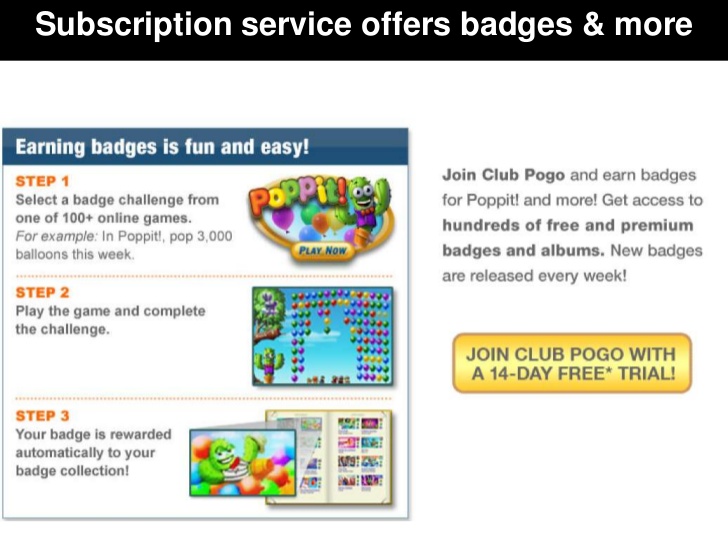 Subscription service offers badges & more
Earning badges is fun and easy!
STEP 1
Select a badge challenge from
one of 100+ online games.
For example: In Poppit!, pop 3,000
balloons this week.
Poppit!
PLAY NOW
STEP 2
Play the game and complete
the challenge.
STEP 3
Your badge is rewarded
automatically to your
badge collection!
Join Club Pogo and earn badges
for Poppit! and more! Get access to
hundreds of free and premium
badges and albums. New badges
are released every week!
JOIN CLUB POGO WITH
A 14-DAY FREE* TRIAL!